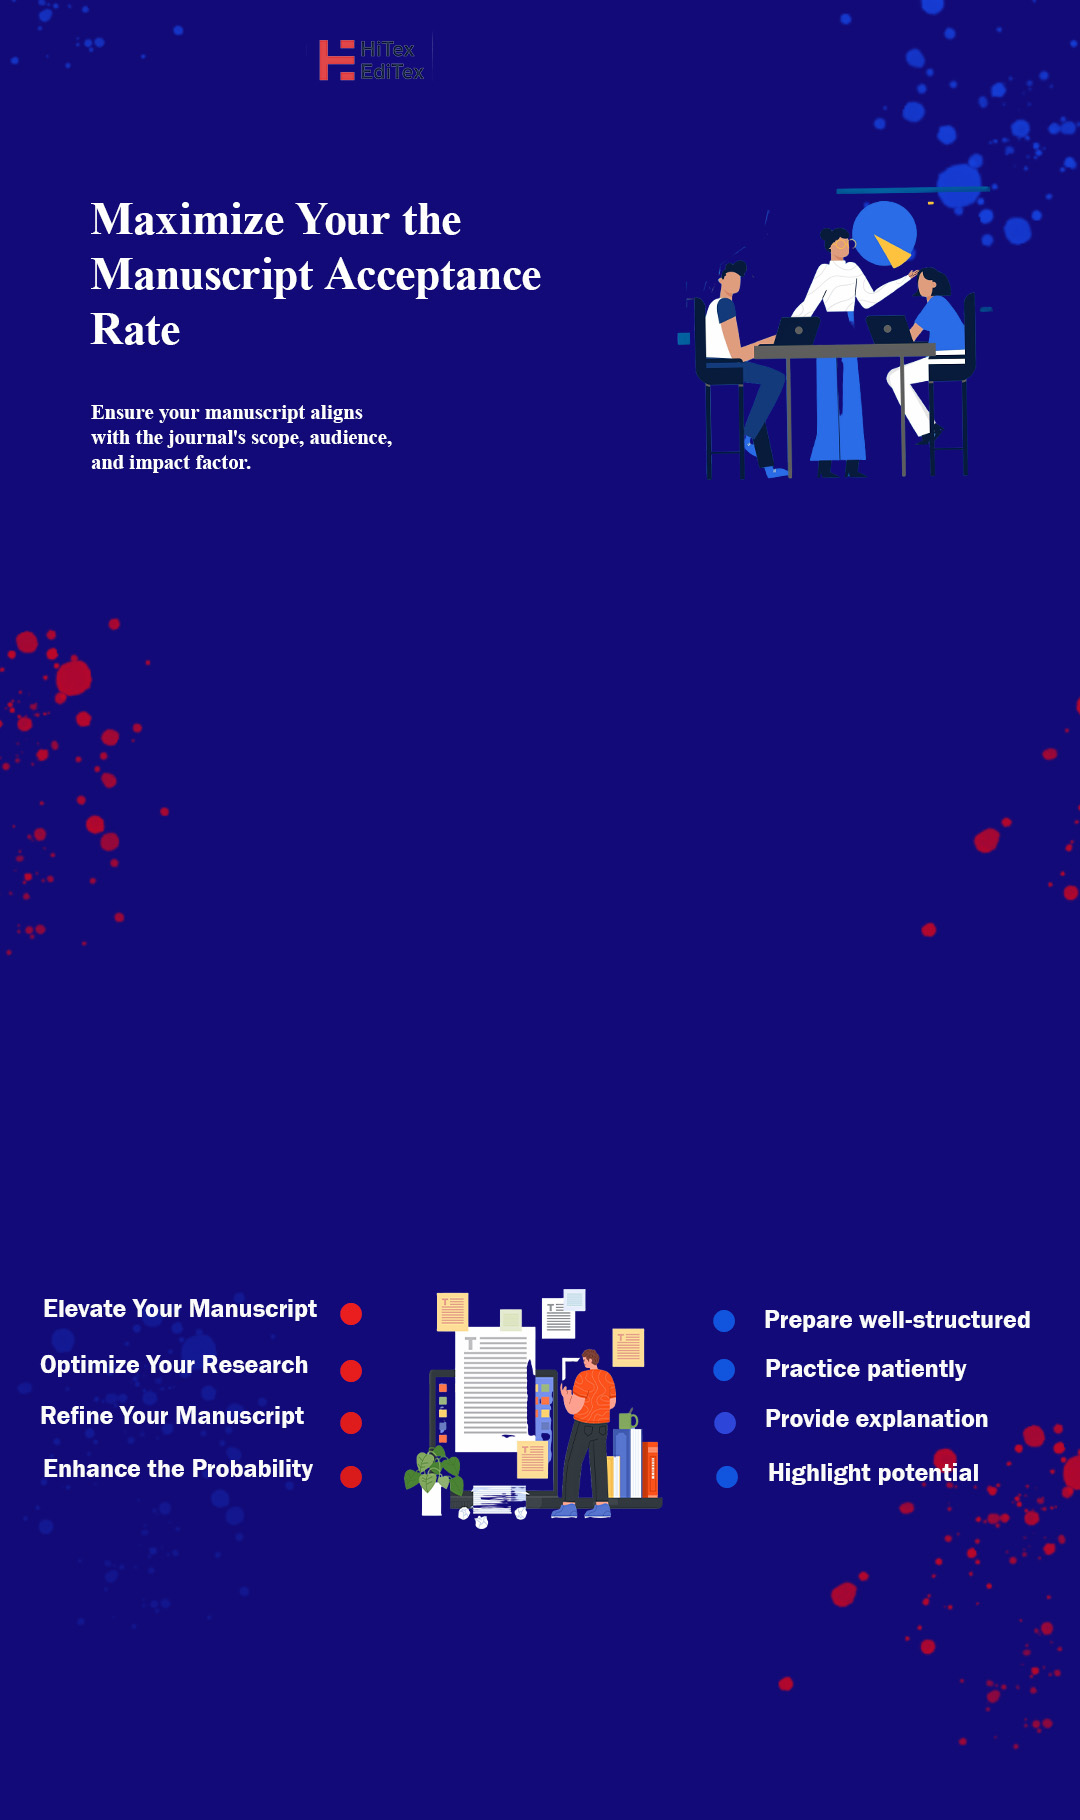 HiTex
EdiTex
Maximize Your the
Manuscript Acceptance
Rate
Ensure your manuscript aligns
with the journal's scope, audience,
and impact factor.
Elevate Your Manuscript
Optimize Your Research
Refine Your Manuscript
Enhance the Probability
Prepare well-structured
Practice patiently
Provide explanation
Highlight potential